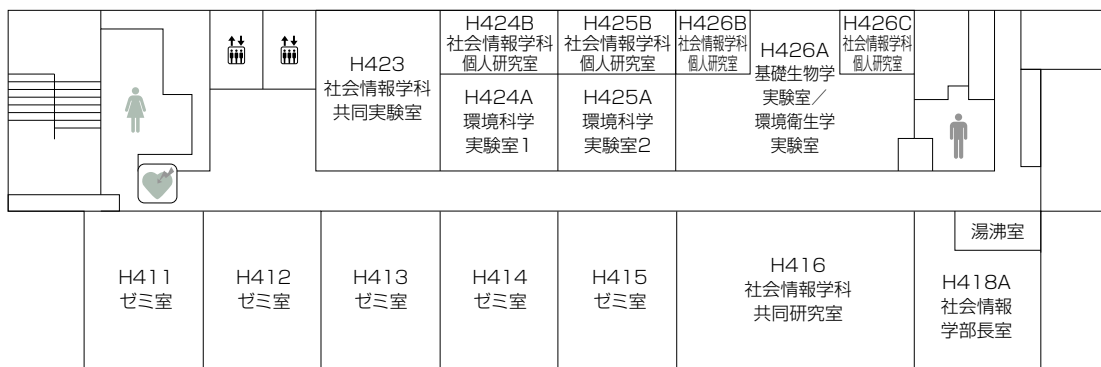 H423
社会情報学科
共同実験室
H424B
社会情報学科
個人研究室
H424A
環境科学
実験室1
H425B
社会情報学科
個人研究室
H425A
環境科学
実験室2
H426B
社会情報学科
個人研究室
H426A
基礎生物学
実験室／
環境衛生学
実験室
H426C
社会情報学科
個人研究室
H411
ゼミ室
H412
ゼミ室
H413
ゼミ室
H414
ゼミ室
H415
ゼミ室
H416
社会情報学科
共同研究室
湯沸室
H418A
社会情報
学部長室